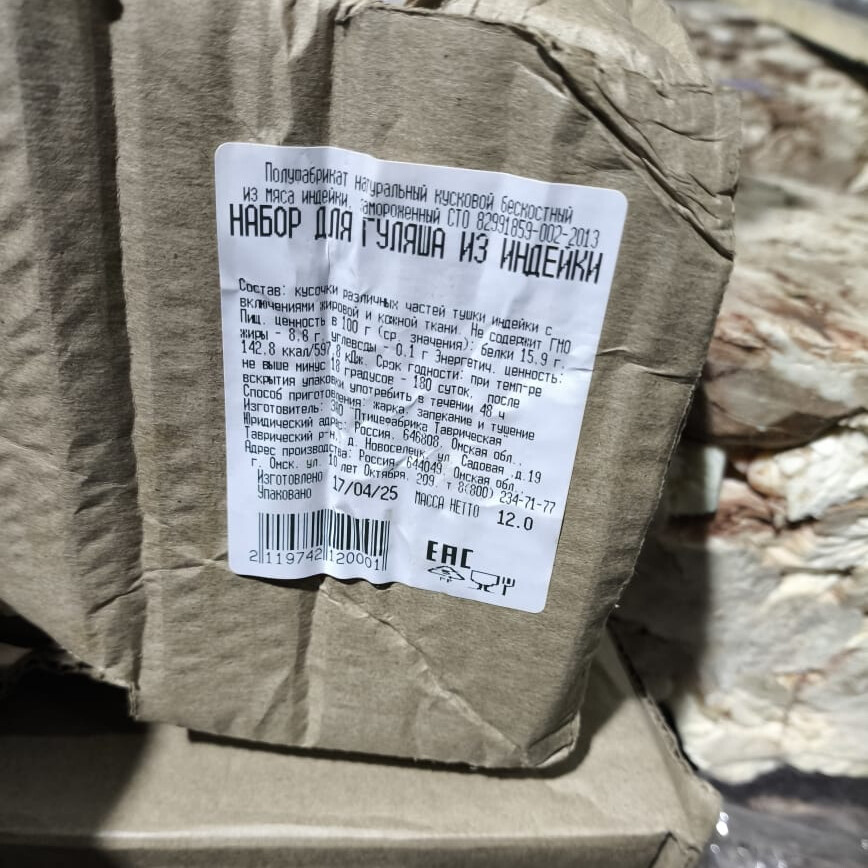 Полуфабрикат натуральный кусковой бескостный
из мяса индейки, замороженный СТО 82991859-002-2013
НАБОР ДЛЯ ГУЛЯША ИЗ ИНДЕЙКИ
Состав: кусочки различных частей тушки индейки с
включениями жировой и кожной ткани. Не содержит ГМО
Пищ. ценность в 100 г (ср. значения): белки 15.9 г,
жиры - 8.8 г, углеводы - 0.1 г Энергетич. ценность:
142.8 ккал/597.8 кДж. Срок годности: при темп-ре
не выше минус 18 градусов - 180 суток, после
вскрытия упаковки употребить в течении 48 ч
Способ приготовления: жарка, запекание и тушение
Изготовитель: ЗАО "Птицефабрика Таврическая
Юридический адрес: Россия, 646808, Омская обл.,
Таврический р-н, д. Новоселецк, ул. Садовая ,д.19
Адрес производства: Россия, 644049, Омская обл.,
г. Омск, ул. 10 лет Октября, 209, т 8(800) 234-71-77
Изготовлено
Упаковано 17/04/25 МАССА НЕТТО 12.0
2 119742 120001
ЕАС